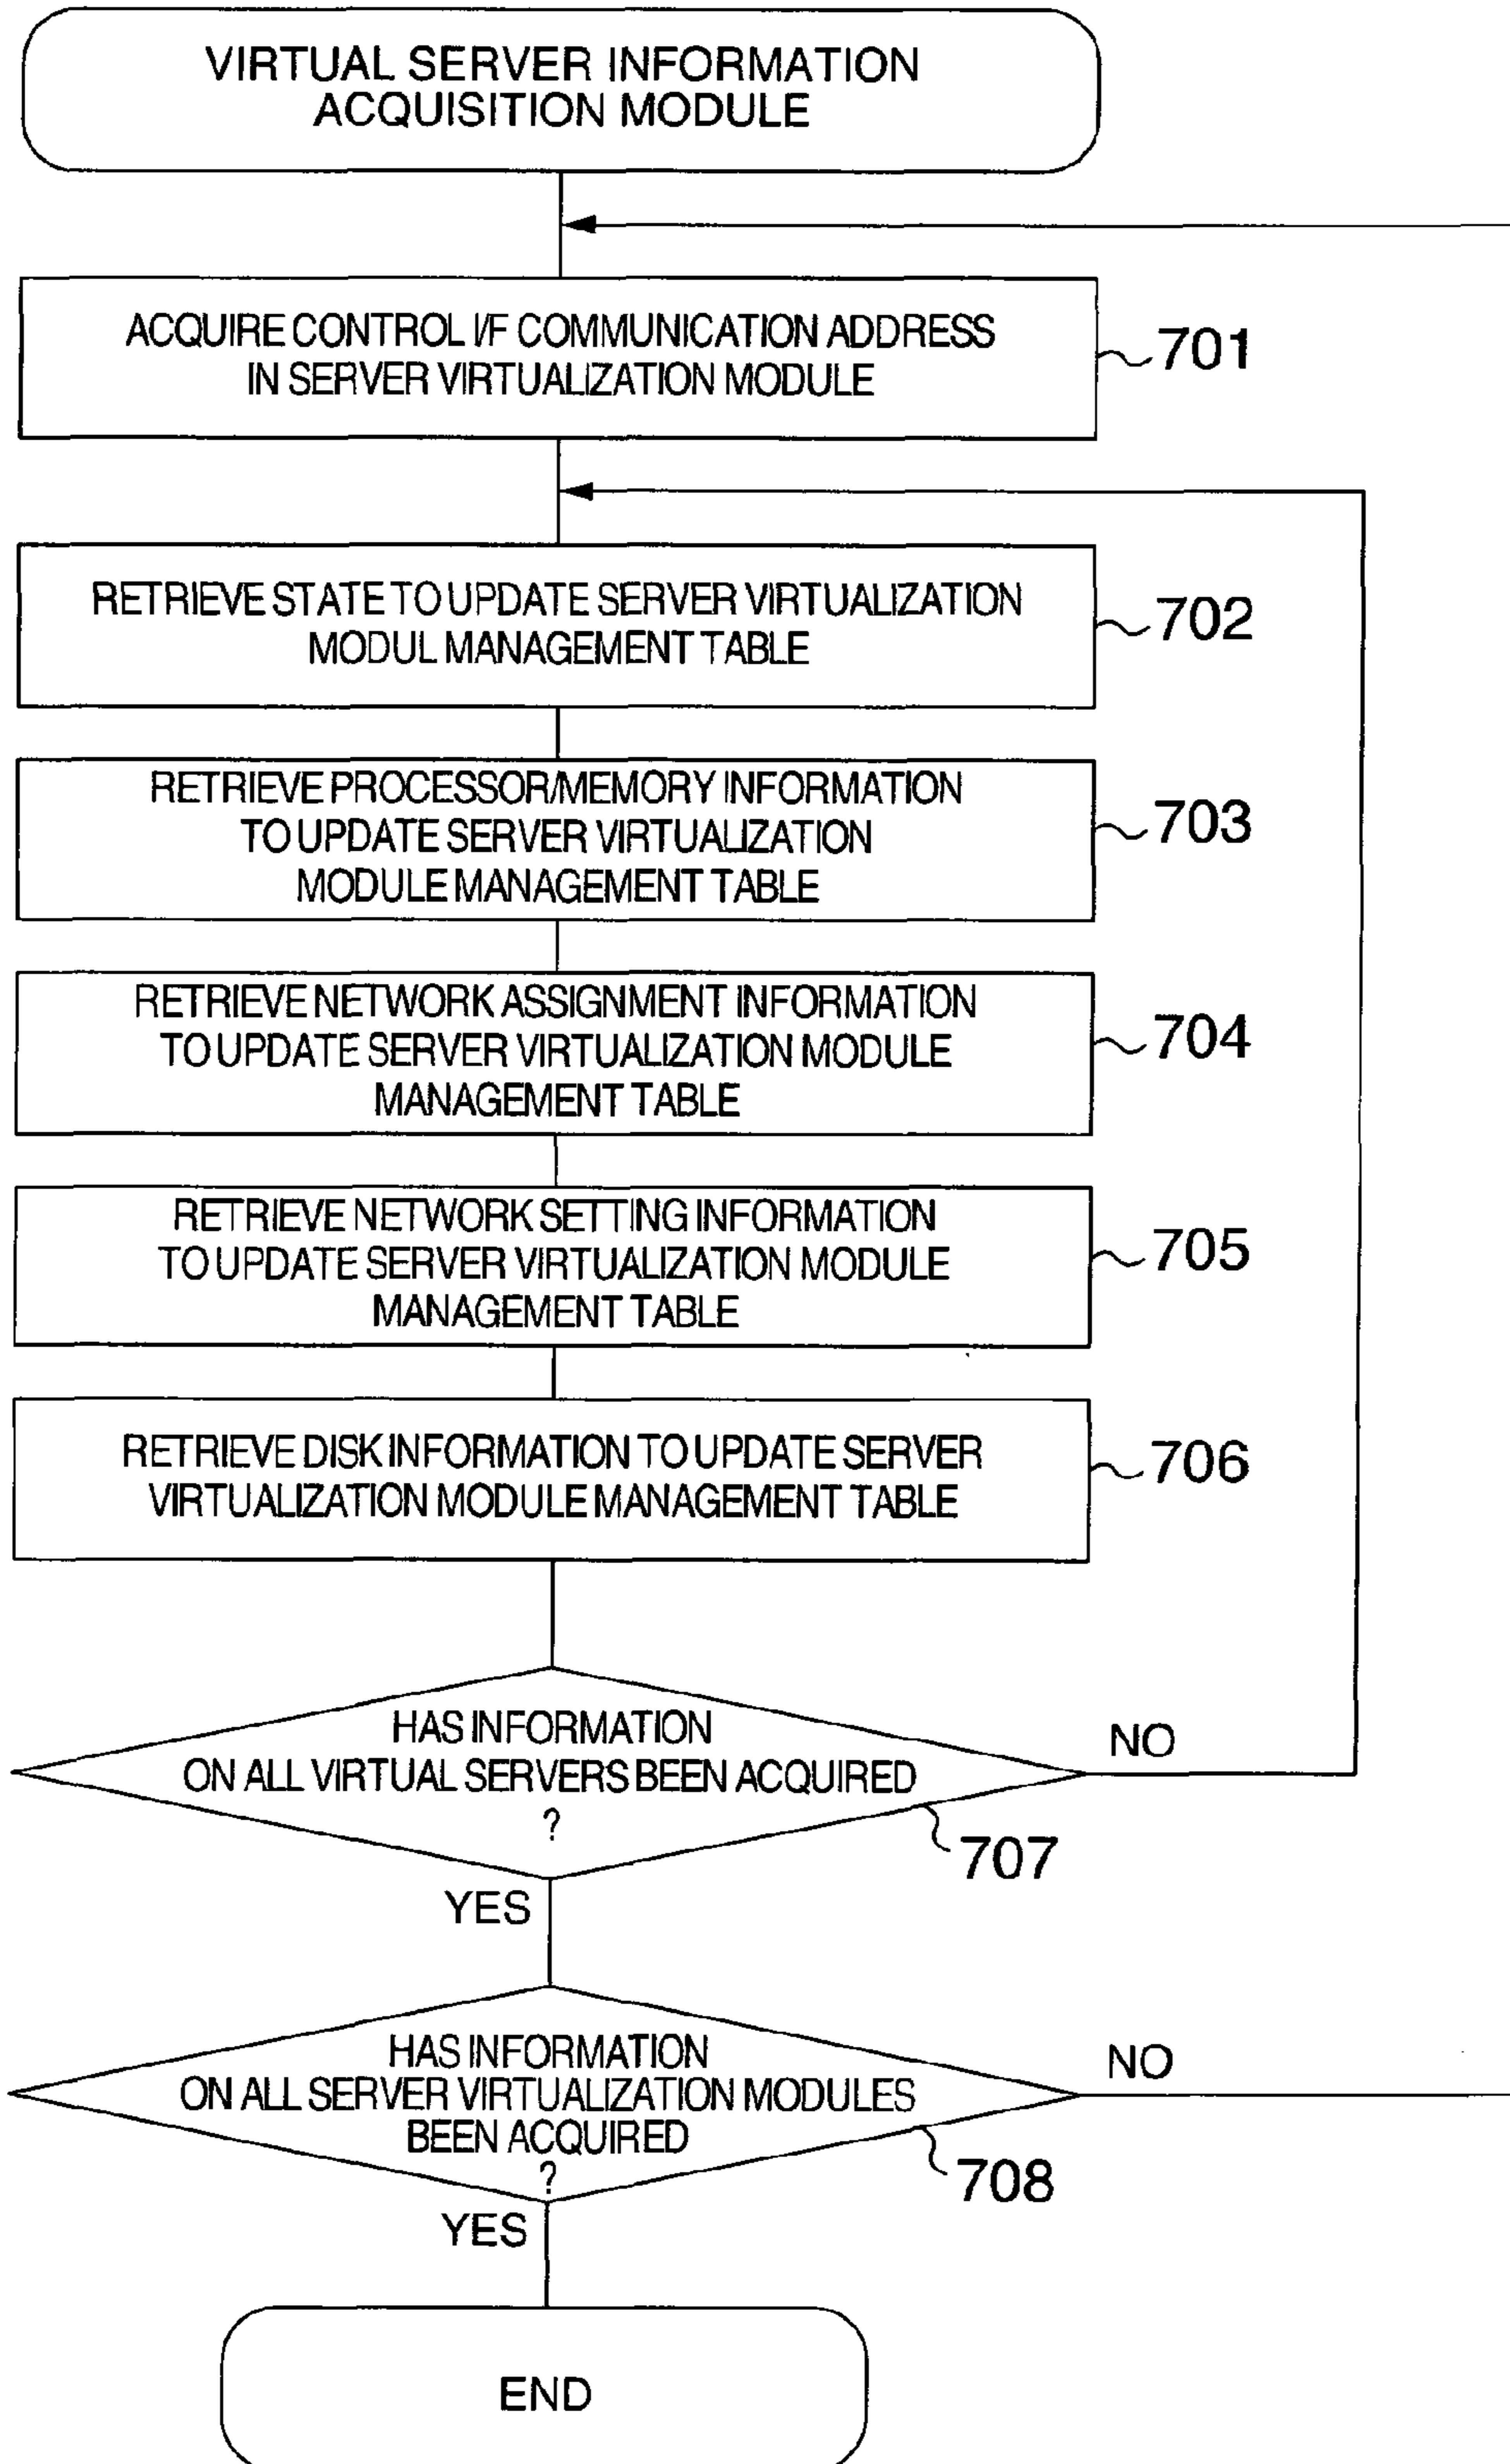 VIRTUAL SERVER INFORMATION
ACQUISITION MODULE
ACQUIRE CONTROL I/F COMMUNICATION ADDRESS
IN SERVER VIRTUALIZATION MODULE
701
RETRIEVE STATE TO UPDATE SERVER VIRTUALIZATION
MODUL MANAGEMENT TABLE
702
RETRIEVE PROCESSOR/MEMORY INFORMATION
TO UPDATE SERVER VIRTUALIZATION
MODULE MANAGEMENT TABLE
703
RETRIEVE NETWORK ASSIGNMENT INFORMATION
TO UPDATE SERVER VIRTUALIZATION MODULE
MANAGEMENT TABLE
704
RETRIEVE NETWORK SETTING INFORMATION
TO UPDATE SERVER VIRTUALIZATION MODULE
MANAGEMENT TABLE
705
RETRIEVE DISK INFORMATION TO UPDATE SERVER
VIRTUALIZATION MODULE MANAGEMENT TABLE
706
HAS INFORMATION
ON ALL VIRTUAL SERVERS BEEN ACQUIRED
?
NO
707
YES
HAS INFORMATION
ON ALL SERVER VIRTUALIZATION MODULES
BEEN ACQUIRED
?
NO
708
YES
END